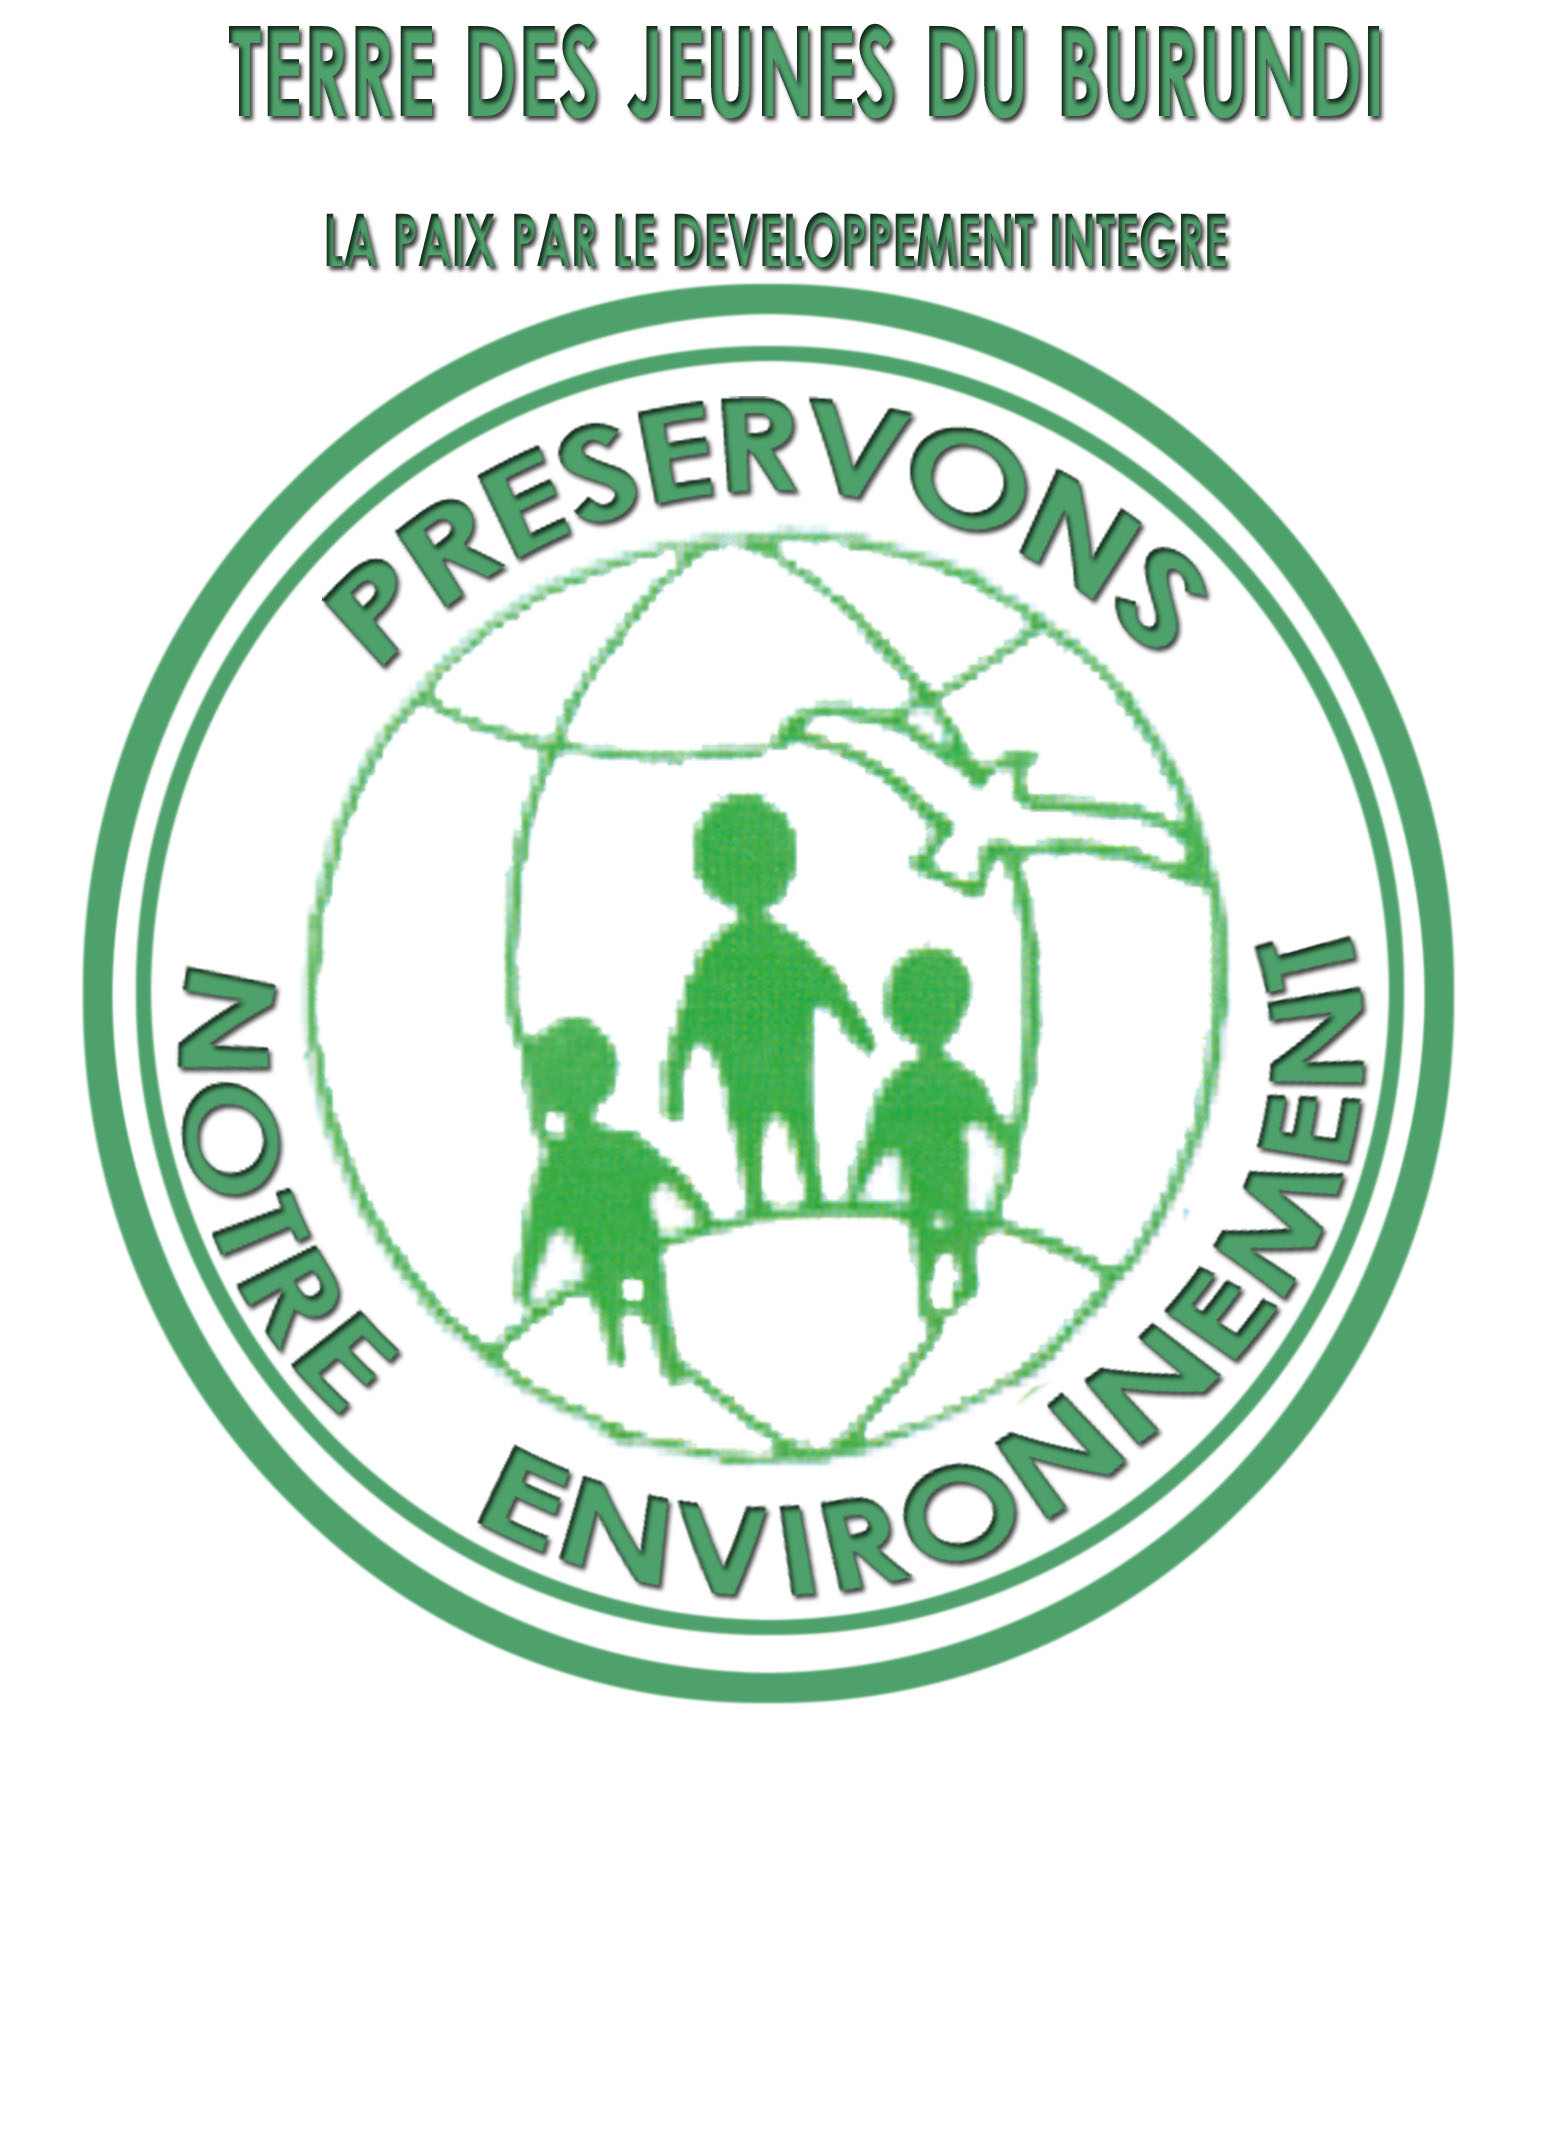 TERRE DES JEUNES DU BURUNDI
LA PAIX PAR LE DEVELOPPEMENT INTEGRE
PRESERVONS
NOTRE ENVIRONNEMENT